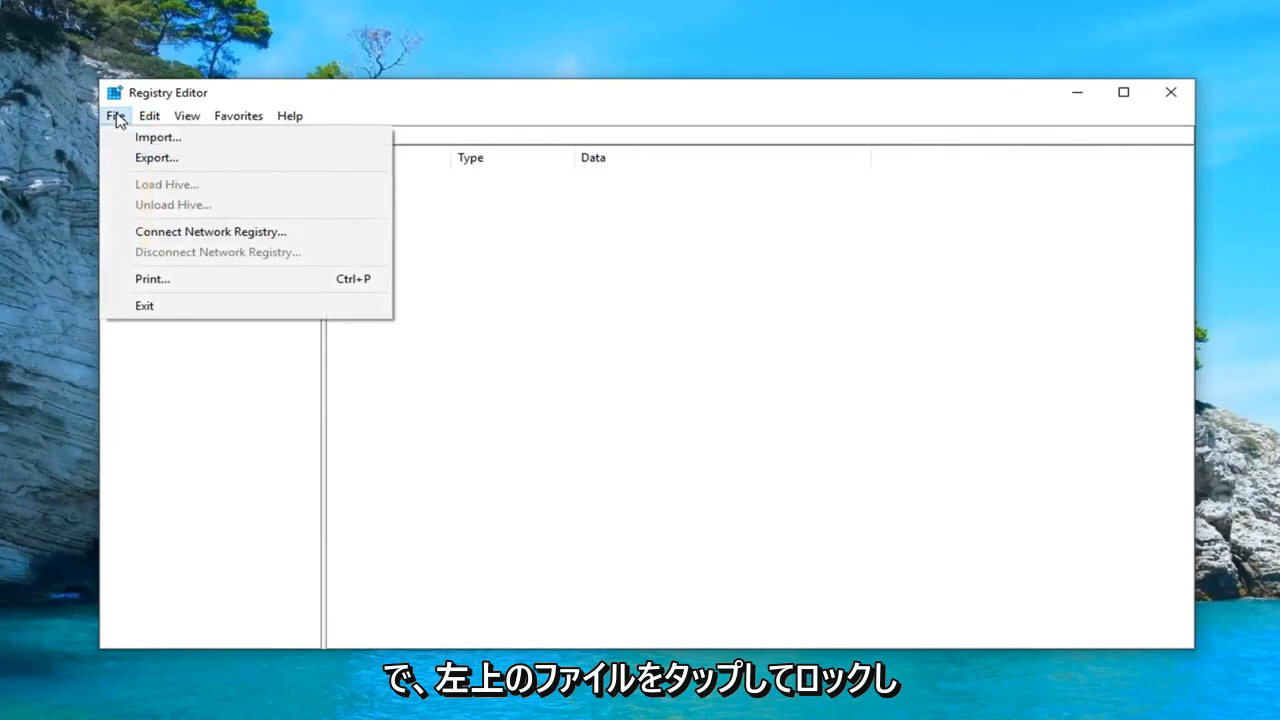 Registry Editor
File Edit View Favorites Help
Import...
Export...
Type Data
Load Hive...
Unload Hive...
Connect Network Registry...
Disconnect Network Registry...
Print... Ctrl+P
Exit
で、左上のファイルをタップしてロックし